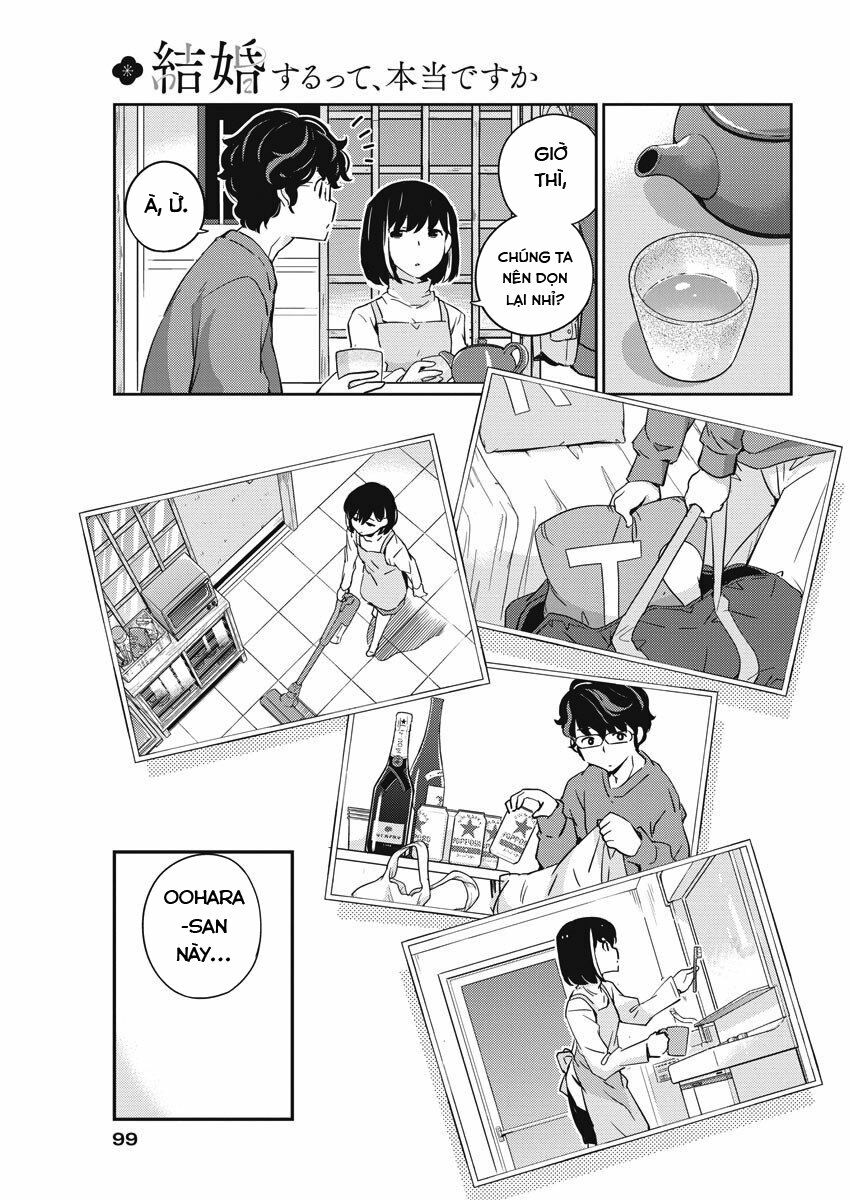 結婚するって、本当ですか
GIỜ
THÌ,
CHÚNG TA
NÊN DỌN
LẠI NHỈ?
À, Ừ.
T
OOHARA
-SAN
NÀY...
99